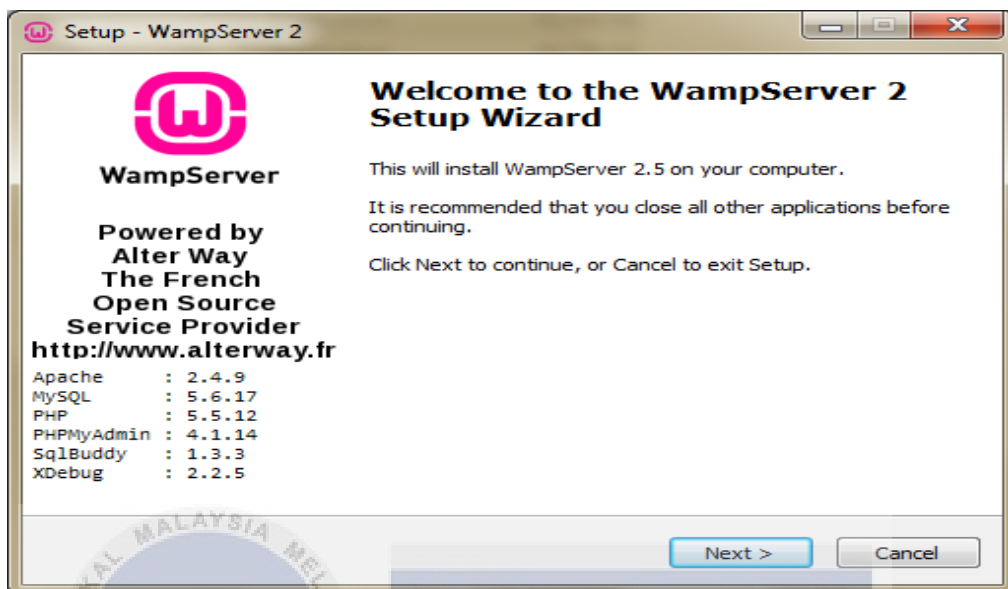 Setup - WampServer 2
WampServer
Powered by
Alter Way
The French
Open Source
Service Provider
http://www.alterway.fr
Apache : 2.4.9
MySQL : 5.6.17
PHP : 5.5.12
PHPMyAdmin : 4.1.14
SqlBuddy : 1.3.3
XDebug : 2.2.5
Welcome to the WampServer 2
Setup Wizard
This will install WampServer 2.5 on your computer.
It is recommended that you close all other applications before
continuing.
Click Next to continue, or Cancel to exit Setup.
MALAYSIA
Next >
Cancel